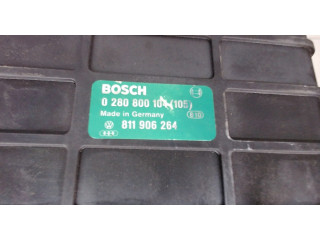 BOSCH
0 280 800 104 (105)
Made in Germany
811 906 264